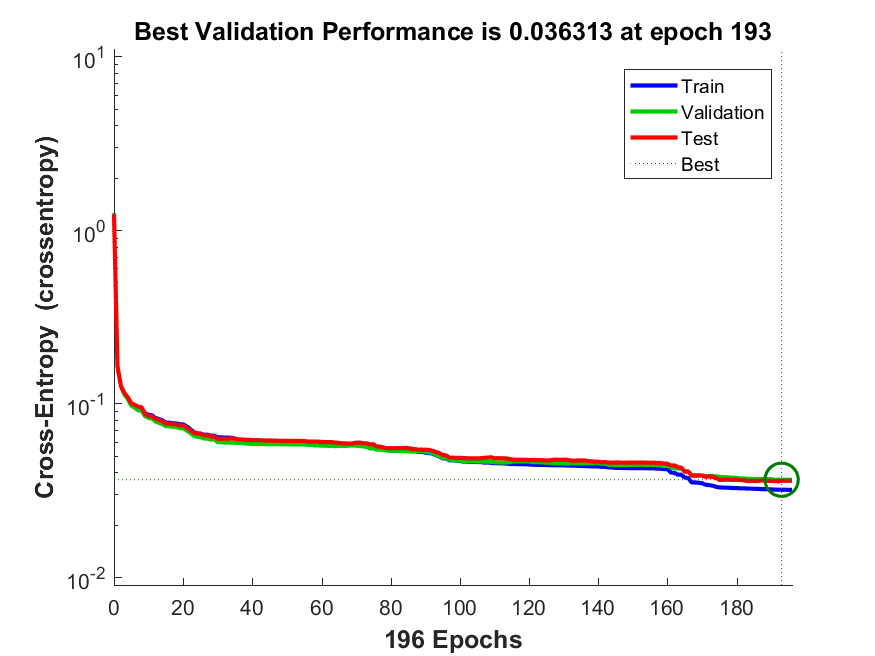 Best Validation Performance is 0.036313 at epoch 193
10^1
10^0
10^-1
10^-2
Cross-Entropy (crossentropy)
Train
Validation
Test
Best
0 20 40 60 80 100 120 140 160 180
196 Epochs